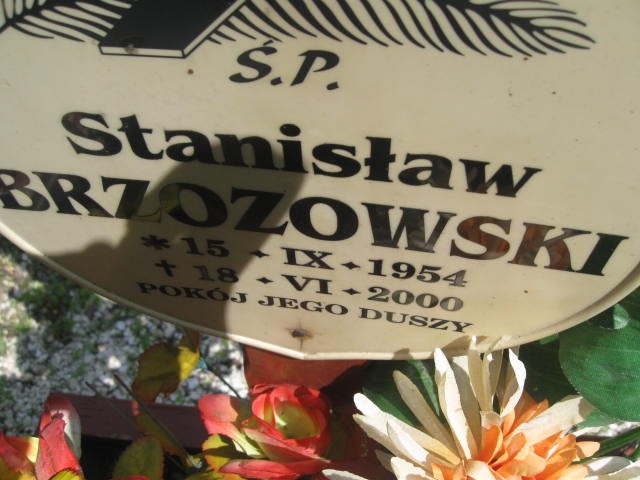 Ś.P.
Stanisław
BRZOZOWSKI
* 15 ✦ IX ✦ 1954
† 18 ✦ VI ✦ 2000
POKÓJ JEGO DUSZY